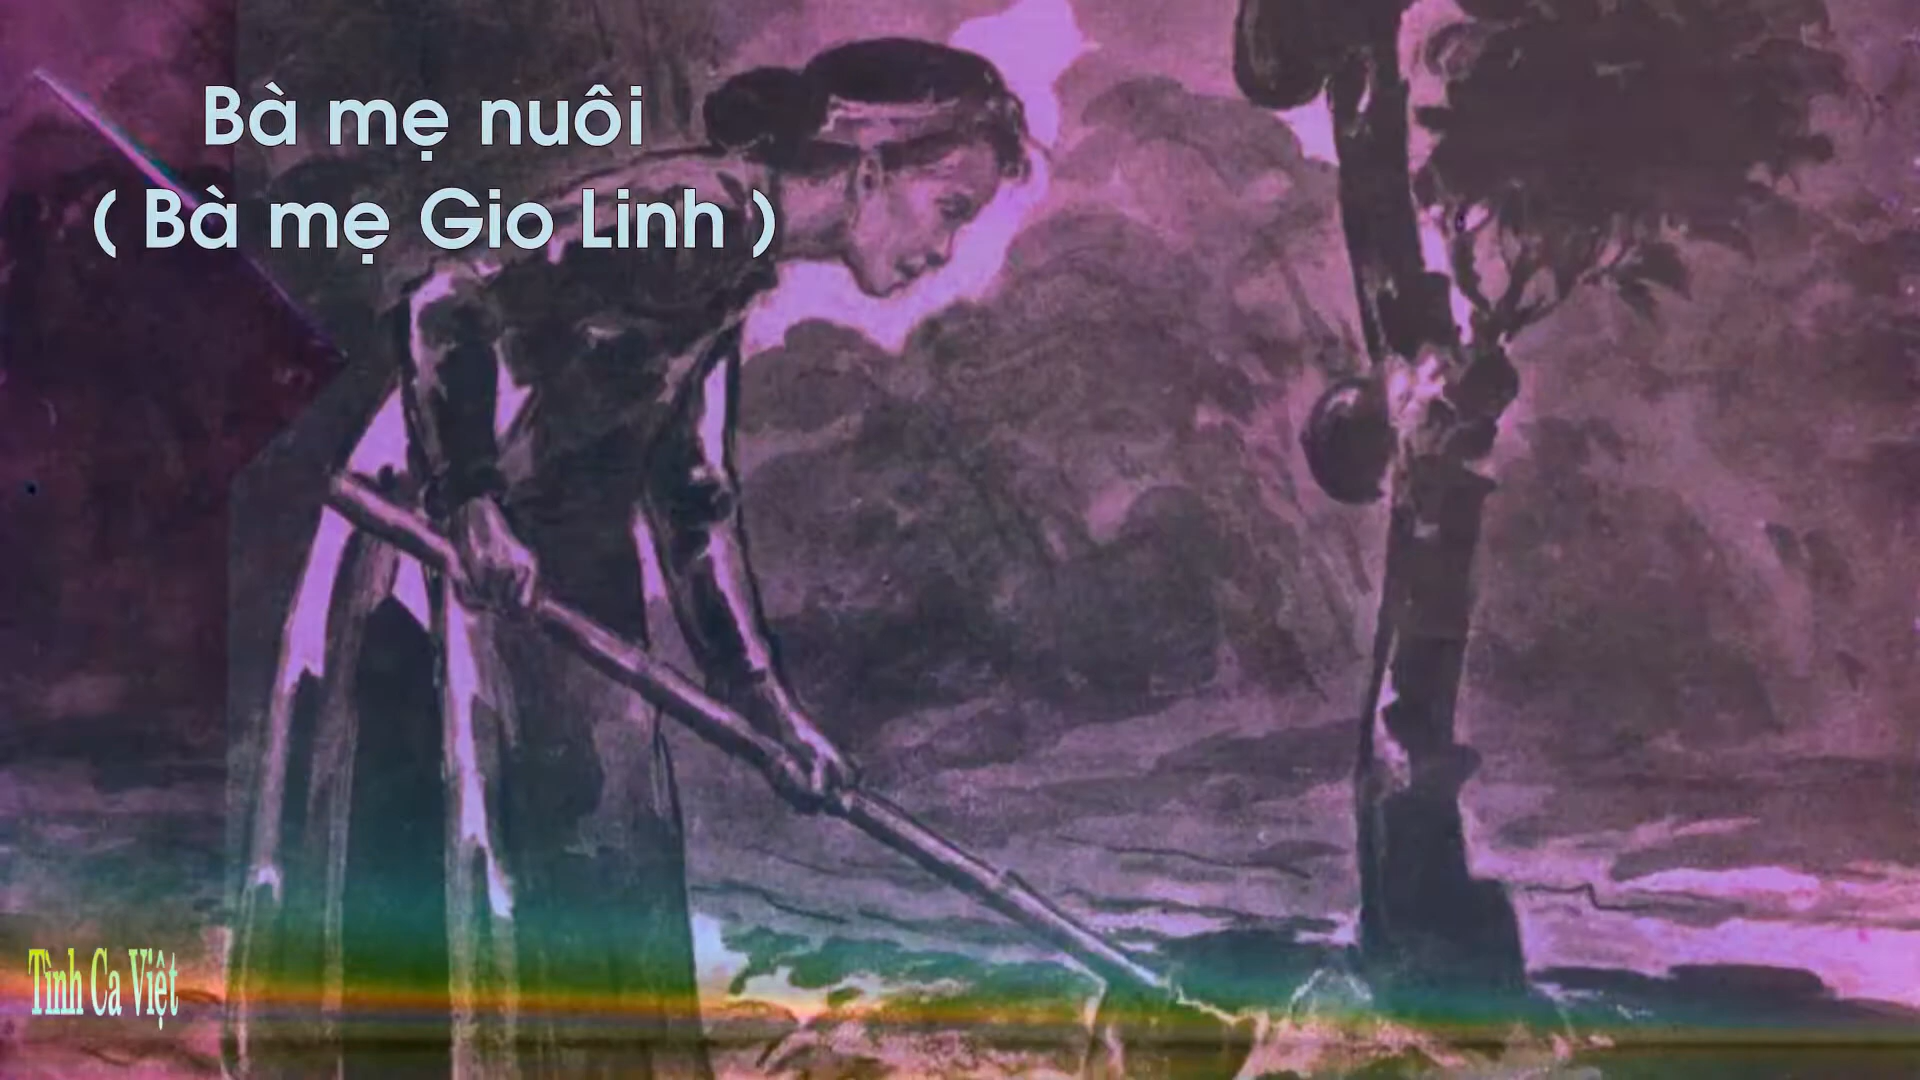 Bà mẹ nuôi
( Bà mẹ Gio Linh )
Tình Ca Việt